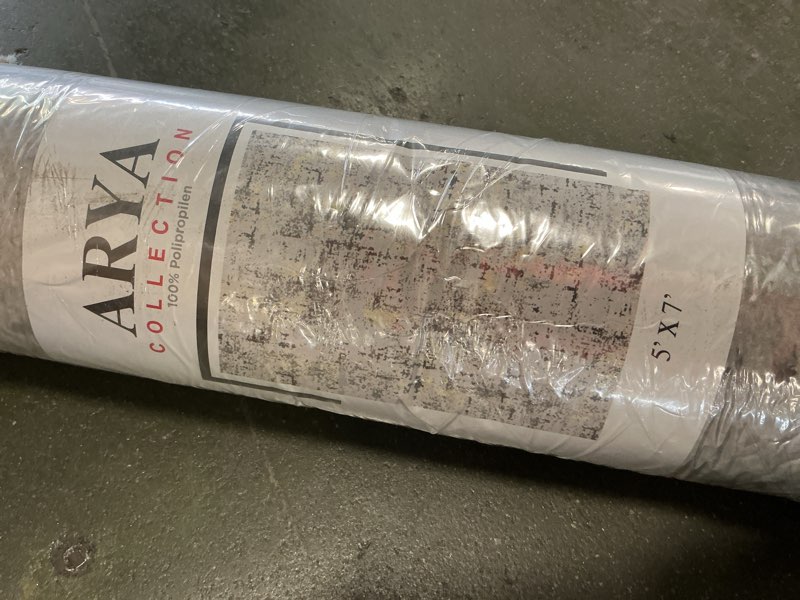 ARYA
COLLECTION
100% Polipropilen
5' X 7'